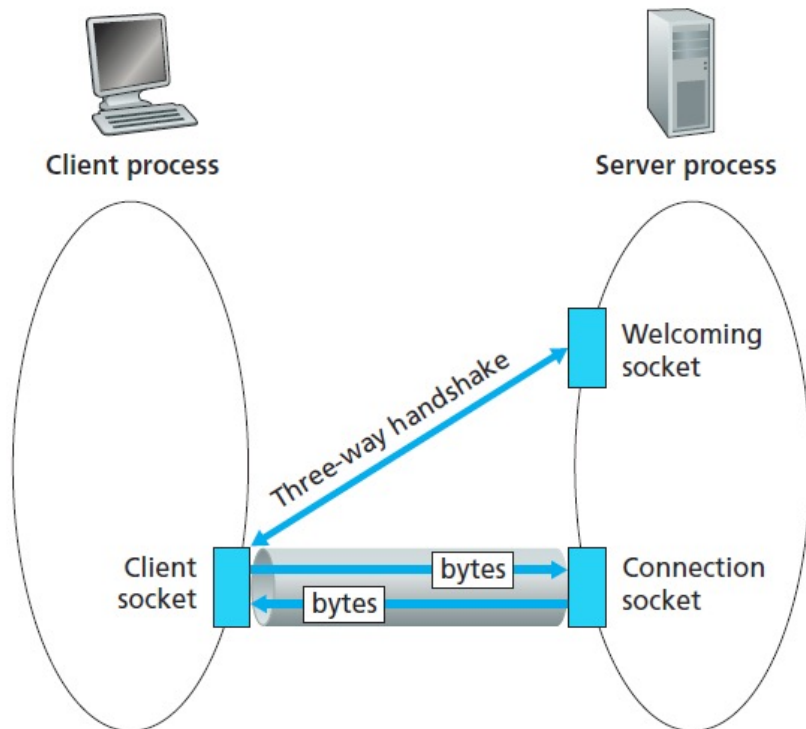 Client process
Server process
Welcoming
socket
Three-way handshake
Client
socket
bytes
bytes
Connection
socket